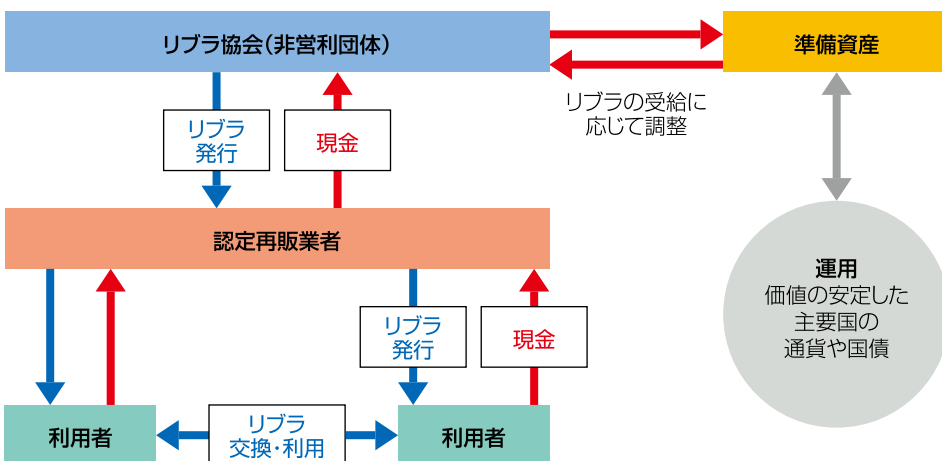 リブラ協会（非営利団体）
準備資産
リブラの受給に
応じて調整
リブラ
発行
現金
認定再販業者
運用
価値の安定した
主要国の
通貨や国債
リブラ
発行
現金
利用者
リブラ
交換・利用
利用者